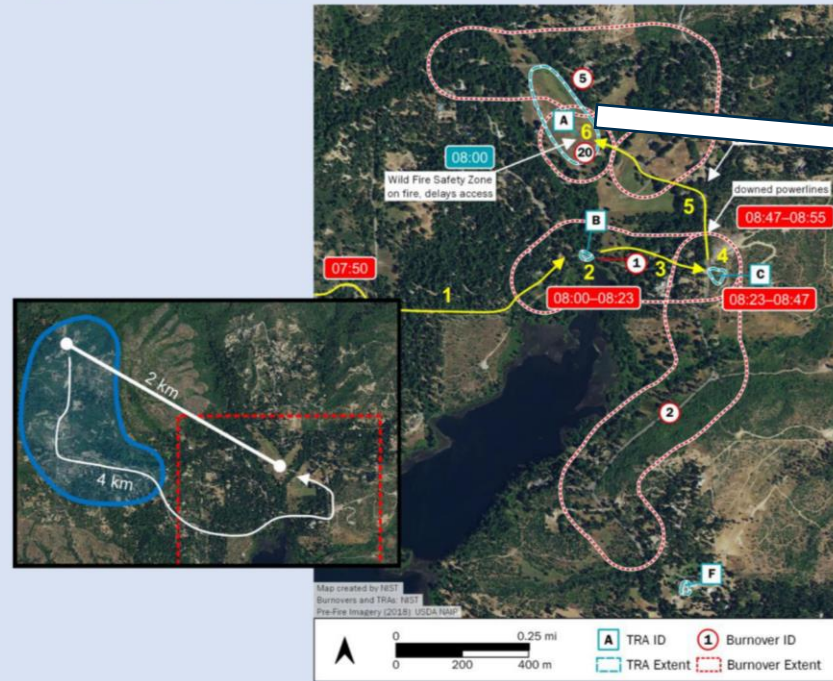 5
A
6
20
08:00
Wild Fire Safety Zone
on fire, delays access
downed powerlines
5
08:47–08:55
B
07:50
1
2
1
3
4
C
08:00–08:23
08:23–08:47
2 km
4 km
2
F
Map created by NIST
Burnovers and TRAs: NIST
Pre-Fire Imagery (2018): USDA NAIP
0 0.25 mi
0 200 400 m
A TRA ID 1 Burnover ID
TRA Extent Burnover Extent